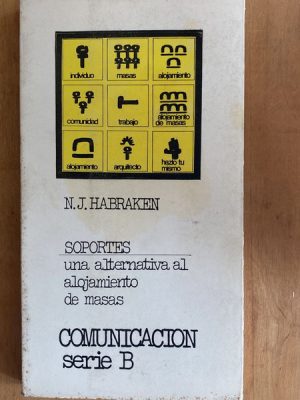 individuo masas alojamiento
comunidad trabajo alojamiento
de masas
alojamiento arquitecto hazlo tu
mismo
N.J. HABRAKEN
SOPORTES
una alternativa al
alojamiento
de masas
COMUNICACION
serie B